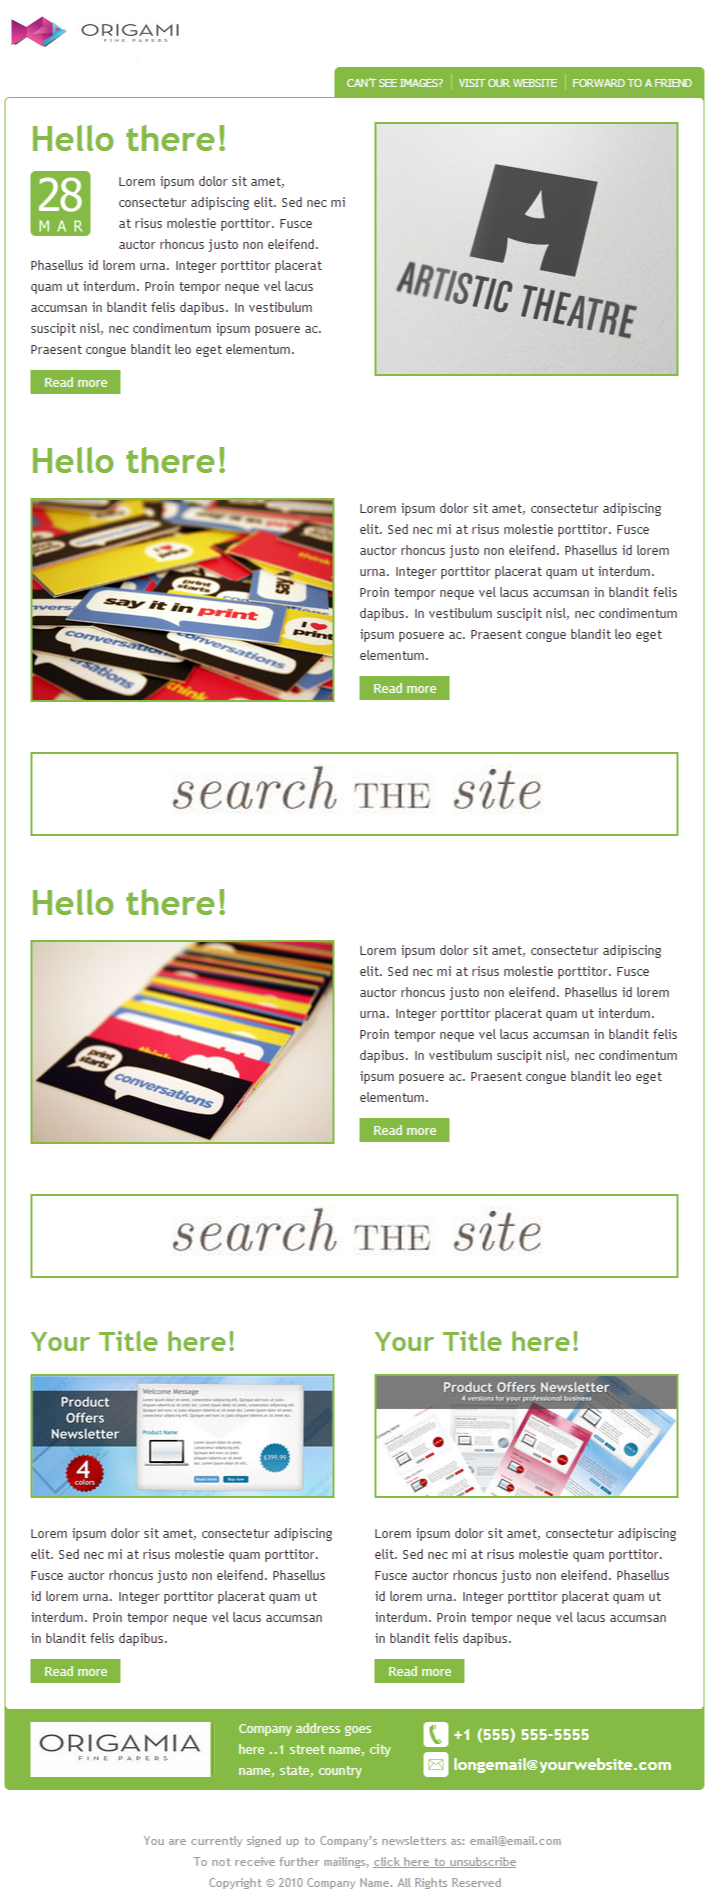 ORIGAMI
FINE PAPERS
CAN'T SEE IMAGES?
VISIT OUR WEBSITE
FORWARD TO A FRIEND
Hello there!
28
MAR
Lorem ipsum dolor sit amet,
consectetur adipiscing elit. Sed nec mi
at risus molestie porttitor. Fusce
auctor rhoncus justo non eleifend.
Phasellus id lorem urna. Integer porttitor placerat
quam ut interdum. Proin tempor neque vel lacus
accumsan in blandit felis dapibus. In vestibulum
suscipit nisl, nec condimentum ipsum posuere ac.
Praesent congue blandit leo eget elementum.
Read more
A
ARTISTIC THEATRE
Hello there!
I ❤ print
print starts
think
say it in print
I ❤ print
conversations
conversations
conversations
think
Lorem ipsum dolor sit amet, consectetur adipiscing
elit. Sed nec mi at risus molestie porttitor. Fusce
auctor rhoncus justo non eleifend. Phasellus id lorem
urna. Integer porttitor placerat quam ut interdum.
Proin tempor neque vel lacus accumsan in blandit felis
dapibus. In vestibulum suscipit nisl, nec condimentum
ipsum posuere ac. Praesent congue blandit leo eget
elementum.
Read more
search THE site
Hello there!
print
starts
conversations
Lorem ipsum dolor sit amet, consectetur adipiscing
elit. Sed nec mi at risus molestie porttitor. Fusce
auctor rhoncus justo non eleifend. Phasellus id lorem
urna. Integer porttitor placerat quam ut interdum.
Proin tempor neque vel lacus accumsan in blandit felis
dapibus. In vestibulum suscipit nisl, nec condimentum
ipsum posuere ac. Praesent congue blandit leo eget
elementum.
Read more
search THE site
Your Title here!
Product
Offers
Newsletter
4
colors
Welcome Message
Product Name
$399.99
Read more
Buy now
Lorem ipsum dolor sit amet, consectetur adipiscing
elit. Sed nec mi at risus molestie quam porttitor.
Fusce auctor rhoncus justo non eleifend. Phasellus
id lorem urna. Integer porttitor placerat quam ut
interdum. Proin tempor neque vel lacus accumsan
in blandit felis dapibus.
Read more
Your Title here!
Product Offers Newsletter
4 versions for your professional business
Lorem ipsum dolor sit amet, consectetur adipiscing
elit. Sed nec mi at risus molestie quam porttitor.
Fusce auctor rhoncus justo non eleifend. Phasellus
id lorem urna. Integer porttitor placerat quam ut
interdum. Proin tempor neque vel lacus accumsan
in blandit felis dapibus.
Read more
ORIGAMIA
FINE PAPERS
Company address goes
here ..1 street name, city
name, state, country
+1 (555) 555-5555
longemail@yourwebsite.com
You are currently signed up to Company's newsletters as: email@email.com
To not receive further mailings, click here to unsubscribe
Copyright © 2010 Company Name. All Rights Reserved